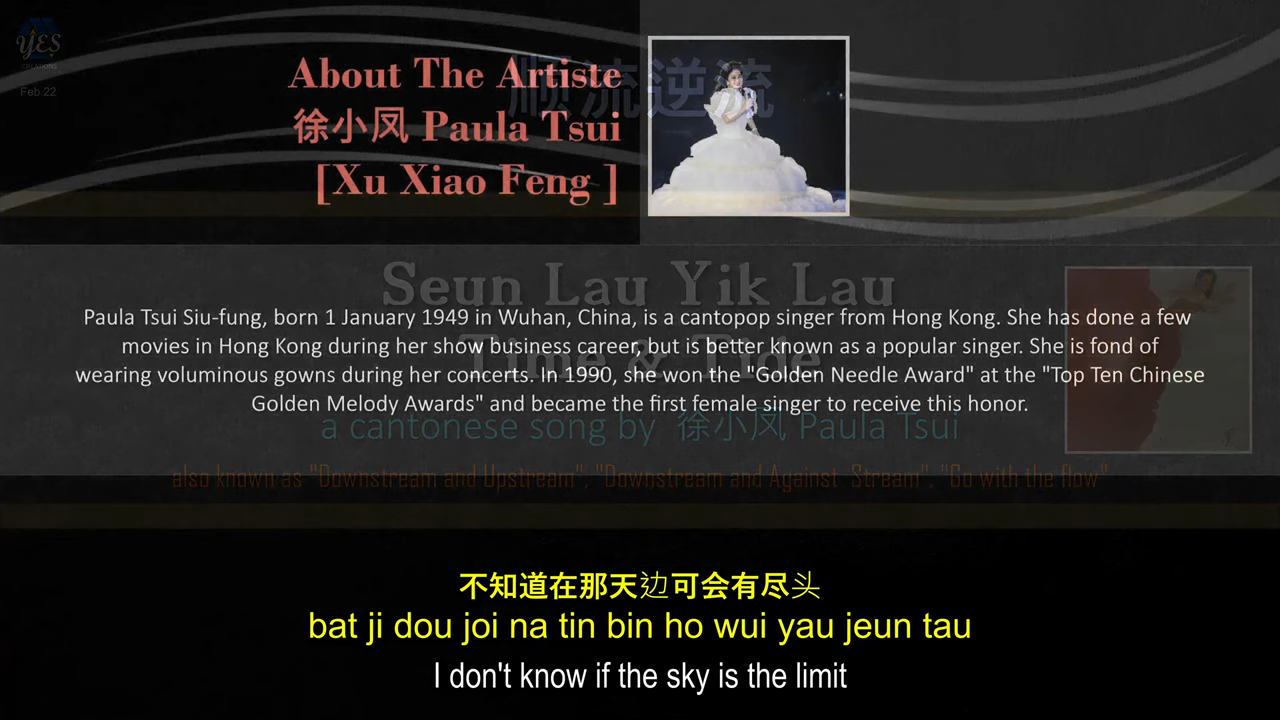 yes
CREATIONS
Feb 22
About The Artiste
徐小凤 Paula Tsui
[Xu Xiao Feng ]
顺流逆流
Seun Lau Yik Lau
Paula Tsui Siu-fung, born 1 January 1949 in Wuhan, China, is a cantopop singer from Hong Kong. She has done a few
movies in Hong Kong during her show business career, but is better known as a popular singer. She is fond of
Time & Tide
wearing voluminous gowns during her concerts. In 1990, she won the "Golden Needle Award" at the "Top Ten Chinese
Golden Melody Awards" and became the first female singer to receive this honor.
a cantonese song by 徐小凤 Paula Tsui
also known as "Downstream and Upstream", "Downstream and Against Stream", "Go with the flow"
不知道在那天边可会有尽头
bat ji dou joi na tin bin ho wui yau jeun tau
I don't know if the sky is the limit